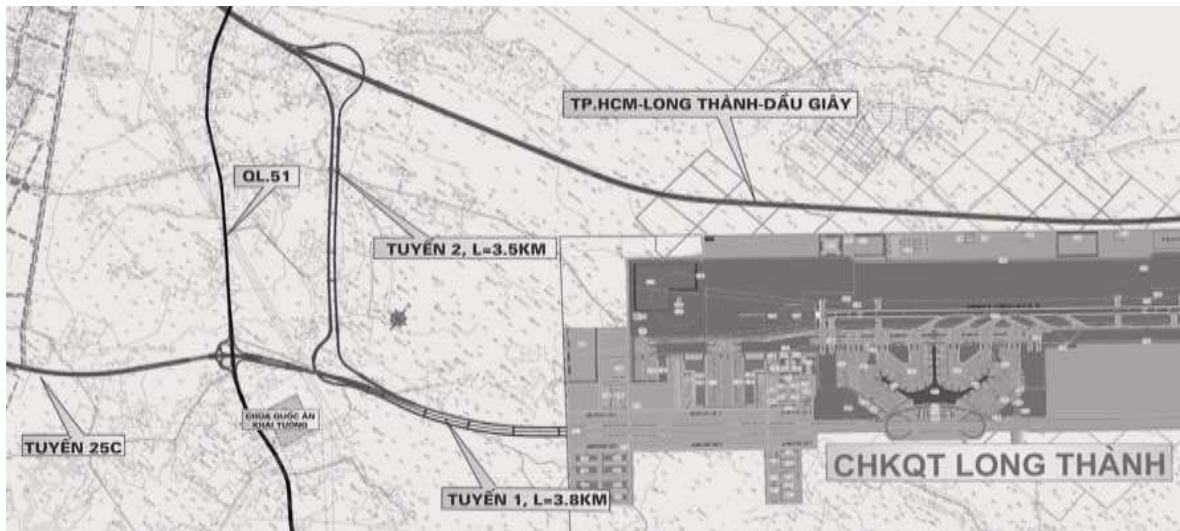 TP.HCM-LONG THÀNH-DẦU GIÂY
QL.51
TUYẾN 2, L=3.5KM
CHÙA QUỐC ÂN
KHẢI TƯỜNG
TUYẾN 25C
CHKQT LONG THÀNH
TUYẾN 1, L=3.8KM